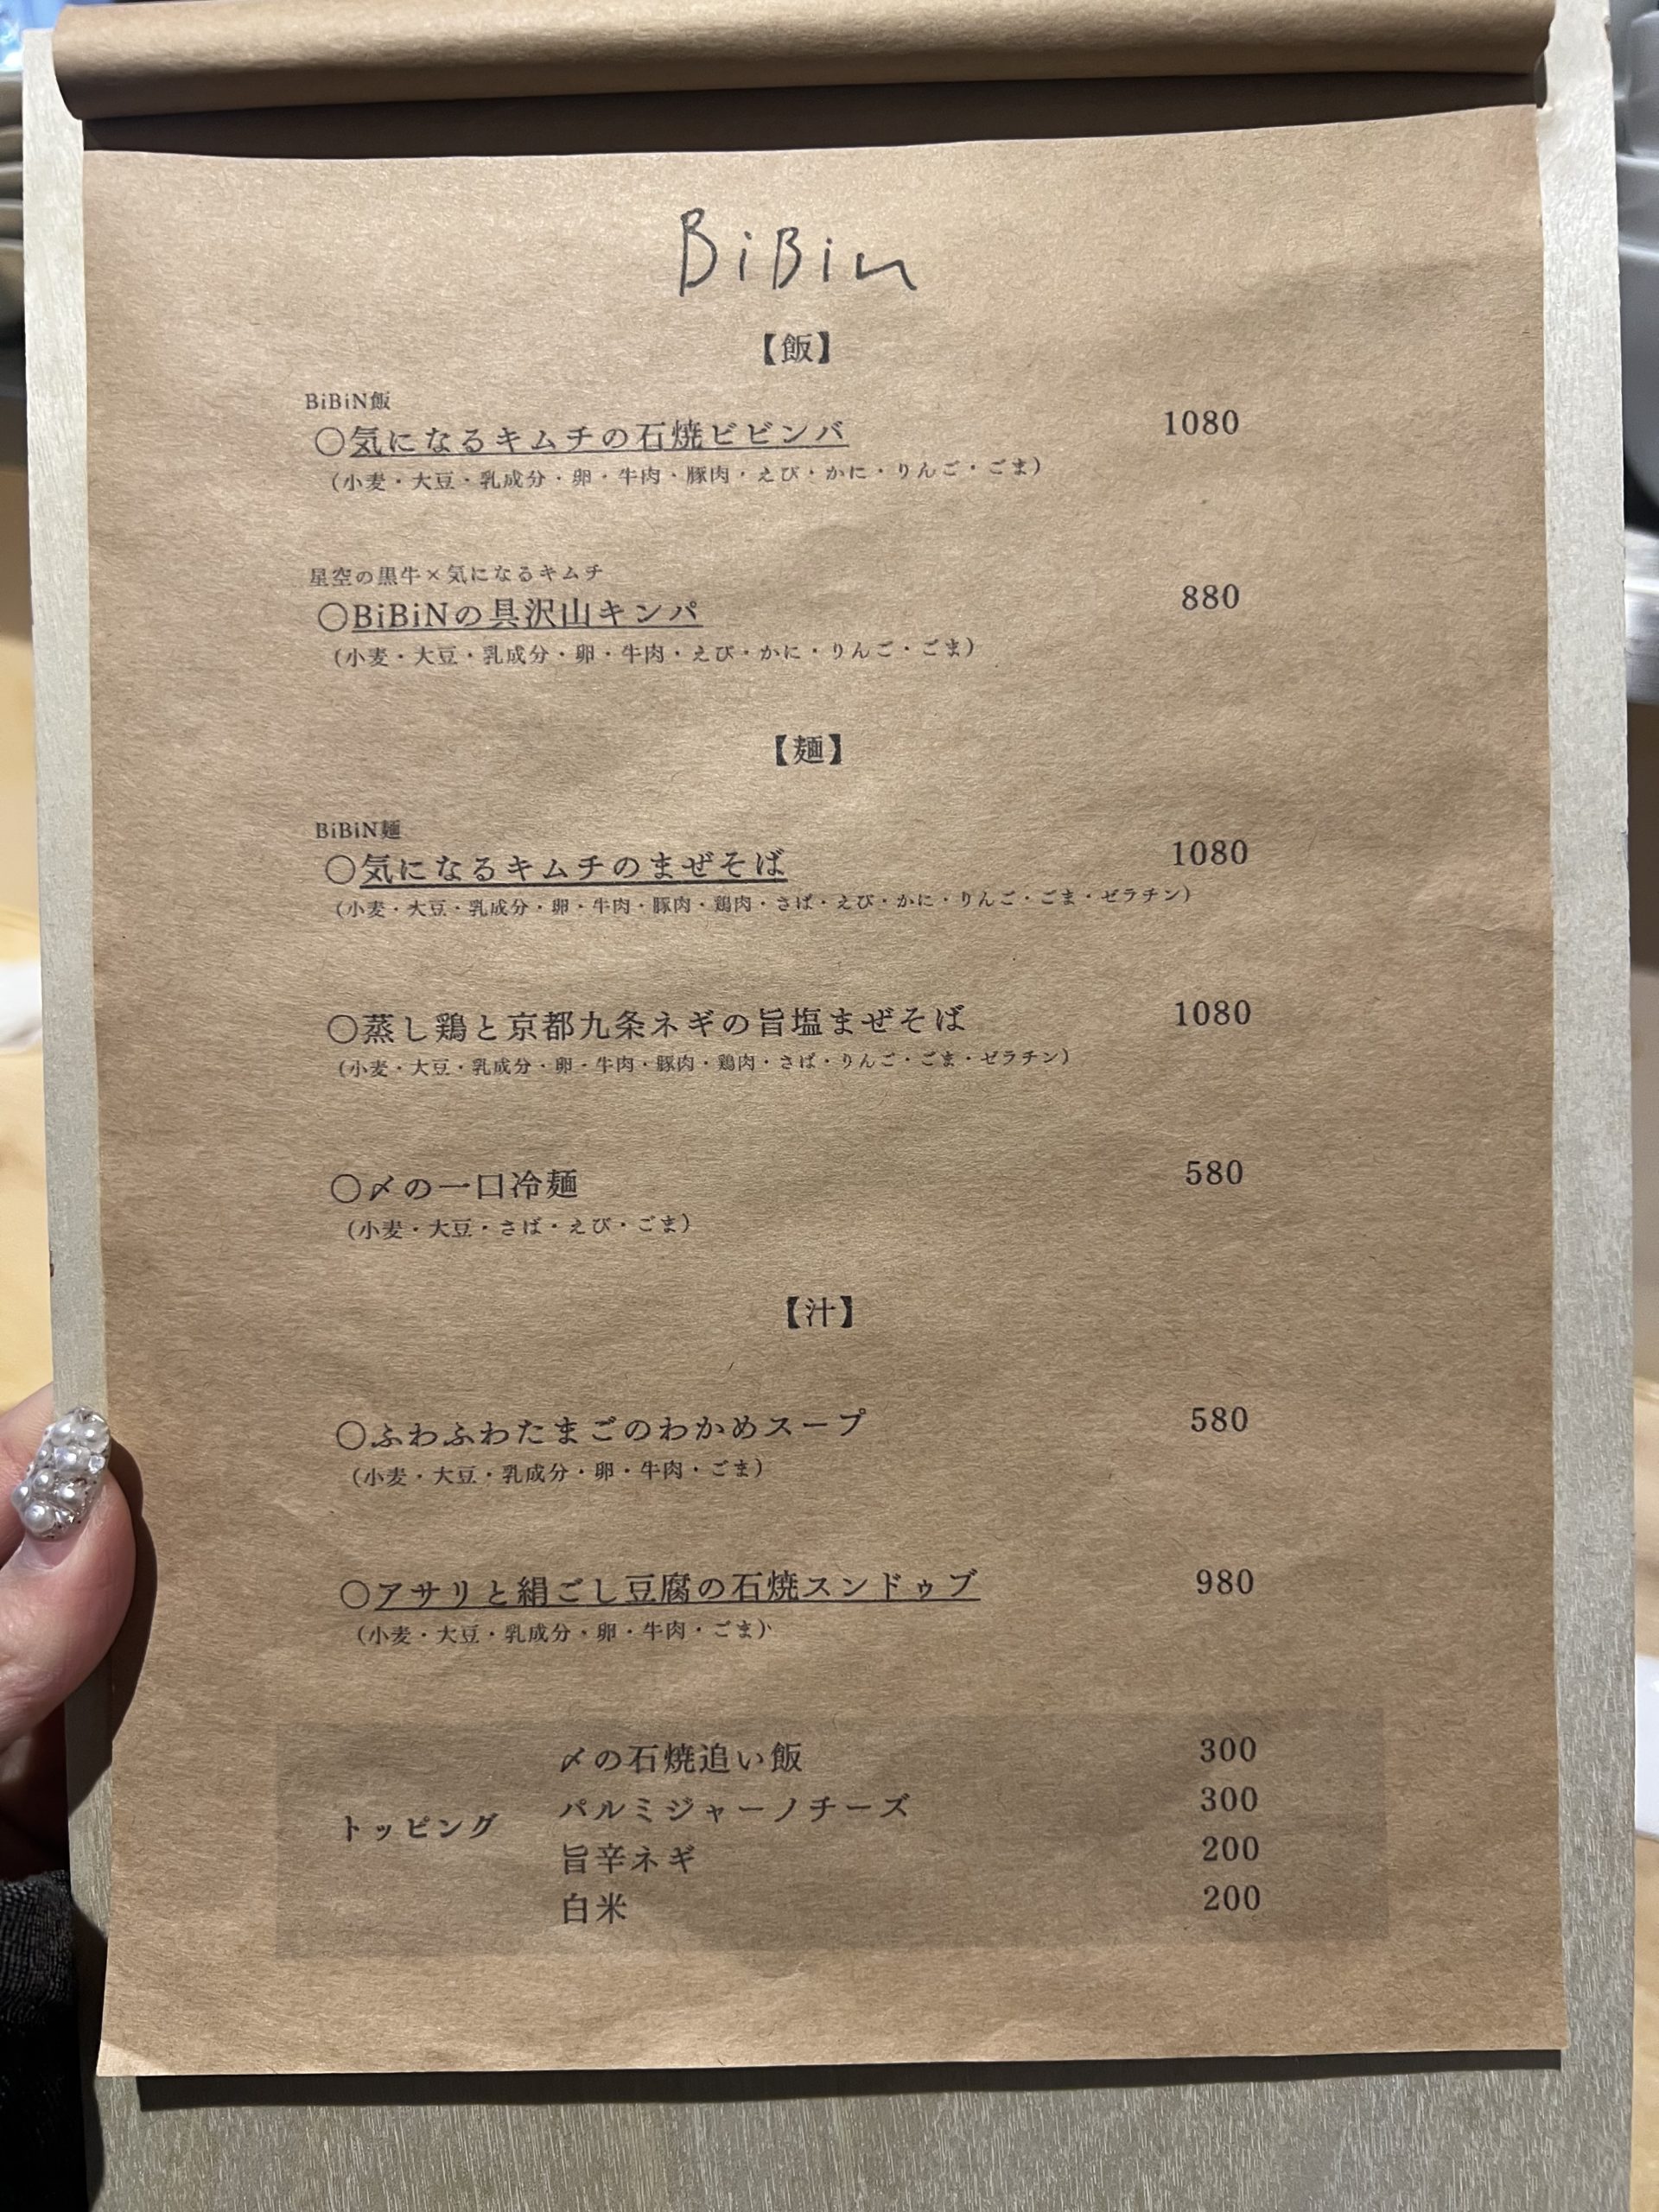 BiBin
【飯】
BiBiN飯
〇気になるキムチの石焼ビビンバ 1080
(小麦・大豆・乳成分・卵・牛肉・豚肉・えび・かに・りんご・ごま)
星空の黒牛×気になるキムチ
〇BiBiNの具沢山キンパ 880
(小麦・大豆・乳成分・卵・牛肉・えび・かに・りんご・ごま)
【麺】
BiBiN麺
〇気になるキムチのまぜそば 1080
(小麦・大豆・乳成分・卵・牛肉・豚肉・鶏肉・さば・えび・かに・りんご・ごま・ゼラチン)
〇蒸し鶏と京都九条ネギの旨塩まぜそば 1080
(小麦・大豆・乳成分・卵・牛肉・豚肉・鶏肉・さば・りんご・ごま・ゼラチン)
〇〆の一口冷麺 580
(小麦・大豆・さば・えび・ごま)
【汁】
〇ふわふわたまごのわかめスープ 580
(小麦・大豆・乳成分・卵・牛肉・ごま)
〇アサリと絹ごし豆腐の石焼スンドゥブ 980
(小麦・大豆・乳成分・卵・牛肉・ごま)
トッピング
〆の石焼追い飯 300
パルミジャーノチーズ 300
旨辛ネギ 200
白米 200